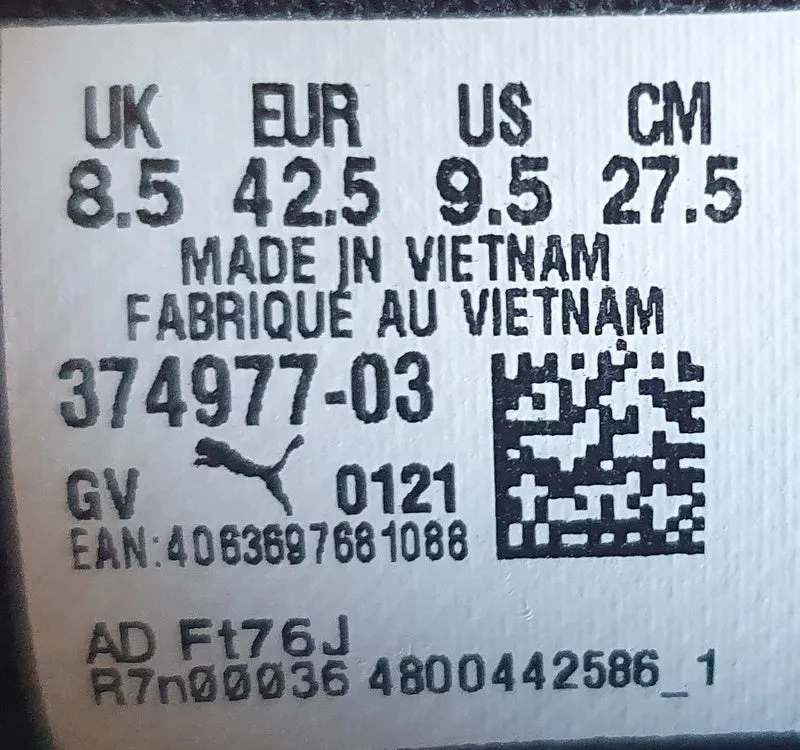 UK EUR US CM
8.5 42.5 9.5 27.5
MADE IN VIETNAM
FABRIQUÉ AU VIETNAM
374977-03
GV 0121
EAN:4063697681088
AD Ft76J
R7n00036 4800442586_1